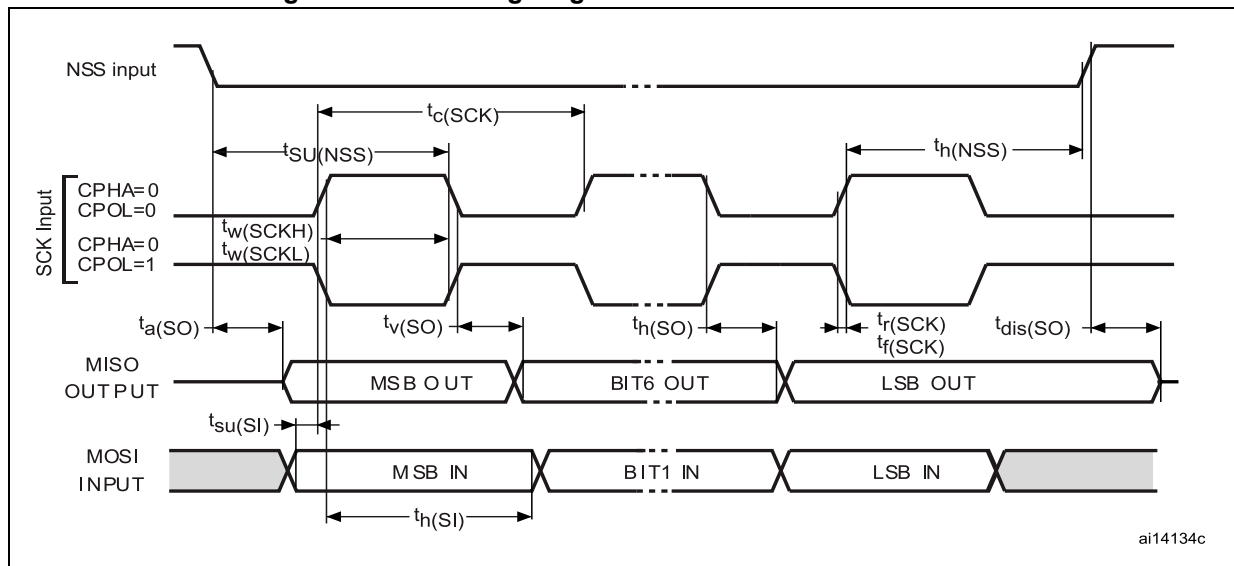 NSS input
tc(SCK)
tSU(NSS)
th(NSS)
SCK Input
CPHA=0
CPOL=0
tw(SCKH)
CPHA=0
tw(SCKL)
CPOL=1
ta(SO)
tv(SO)
th(SO)
tr(SCK)
tf(SCK)
tdis(SO)
MISO
OUTPUT
MSB OUT
BIT6 OUT
LSB OUT
tsu(SI)
MOSI
INPUT
MSB IN
BIT1 IN
LSB IN
th(SI)
ai14134c